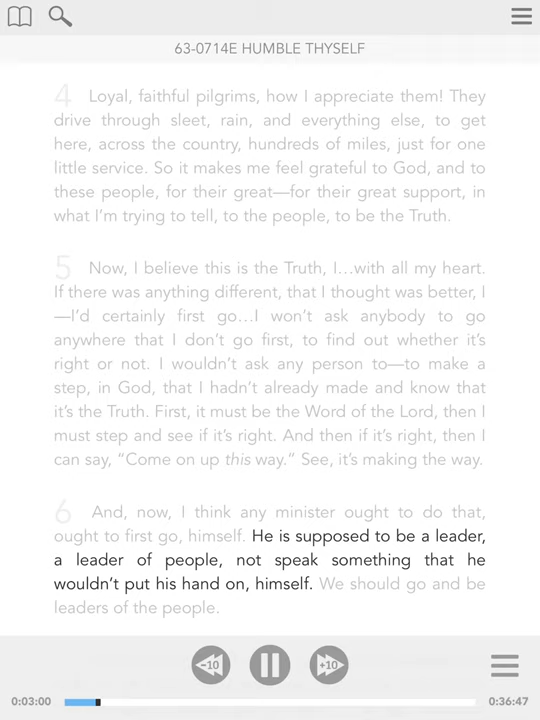 63-0714E HUMBLE THYSELF
4 Loyal, faithful pilgrims, how I appreciate them! They
drive through sleet, rain, and everything else, to get
here, across the country, hundreds of miles, just for one
little service. So it makes me feel grateful to God, and to
these people, for their great—for their great support, in
what I’m trying to tell, to the people, to be the Truth.
5 Now, I believe this is the Truth, I…with all my heart.
If there was anything different, that I thought was better, I
—I’d certainly first go…I won’t ask anybody to go
anywhere that I don’t go first, to find out whether it’s
right or not. I wouldn’t ask any person to—to make a
step, in God, that I hadn’t already made and know that
it’s the Truth. First, it must be the Word of the Lord, then I
must step and see if it’s right. And then if it’s right, then I
can say, “Come on up this way.” See, it’s making the way.
6 And, now, I think any minister ought to do that,
ought to first go, himself. He is supposed to be a leader,
a leader of people, not speak something that he
wouldn’t put his hand on, himself. We should go and be
leaders of the people.
-10 +10
0:03:00 0:36:47